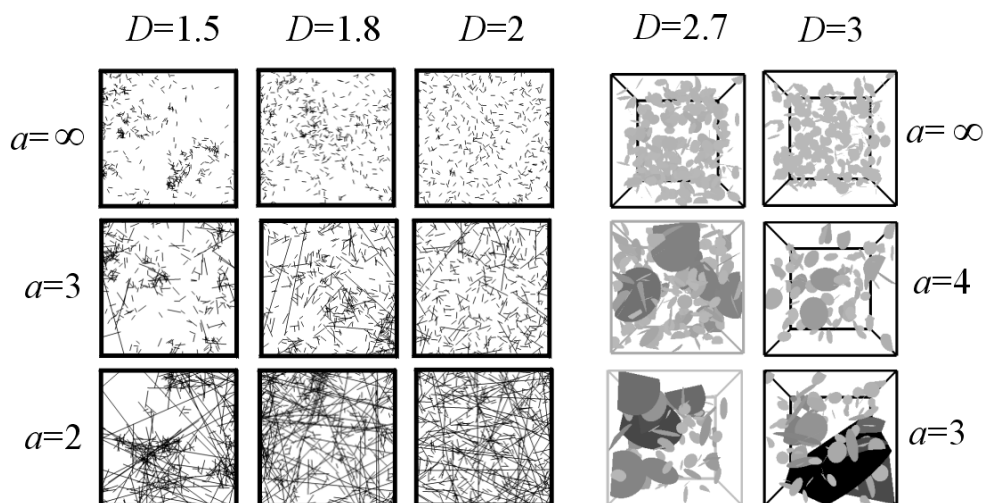 D=1.5 D=1.8 D=2 D=2.7 D=3
a=∞ a=∞
a=3 a=4
a=2 a=3